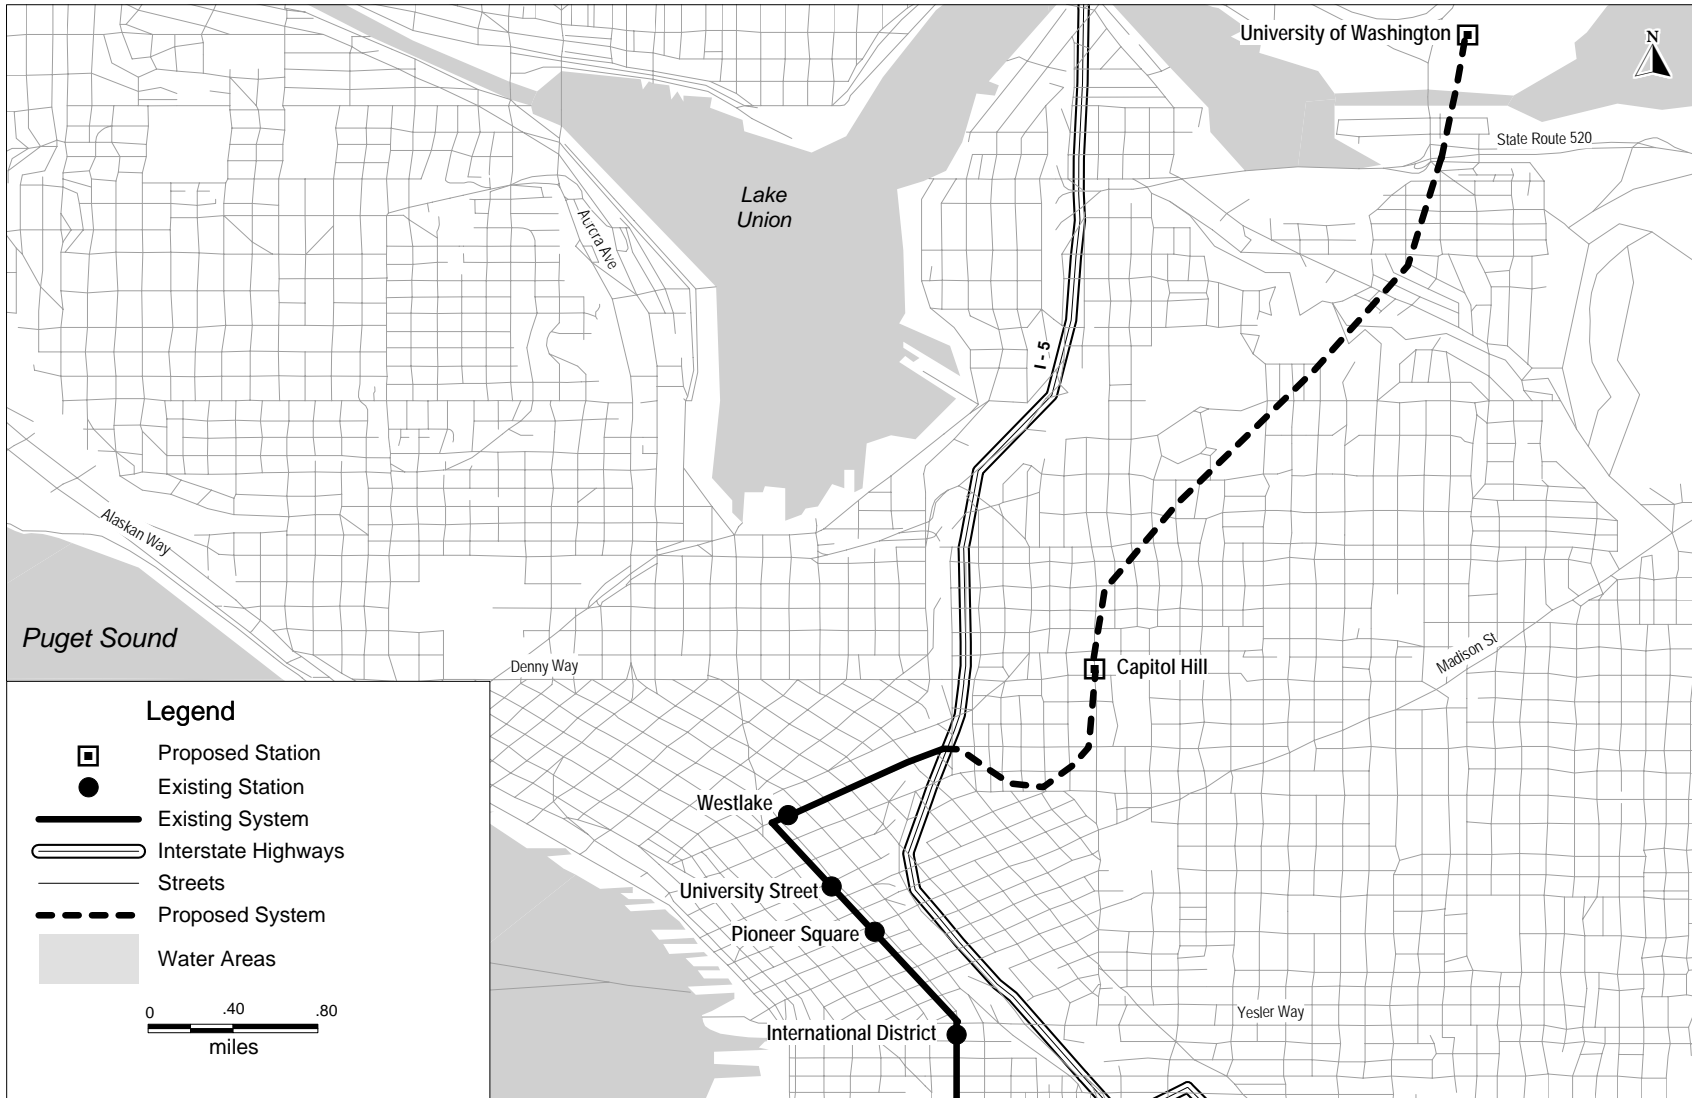 University of Washington
N
State Route 520
Lake
Union
Aurcra Ave
I - 5
Alaskan Way
Puget Sound
Denny Way
Capitol Hill
Madison St
Legend
Proposed Station
Existing Station
Existing System
Interstate Highways
Streets
Proposed System
Water Areas
0 .40 .80
miles
Westlake
University Street
Pioneer Square
Yesler Way
International District